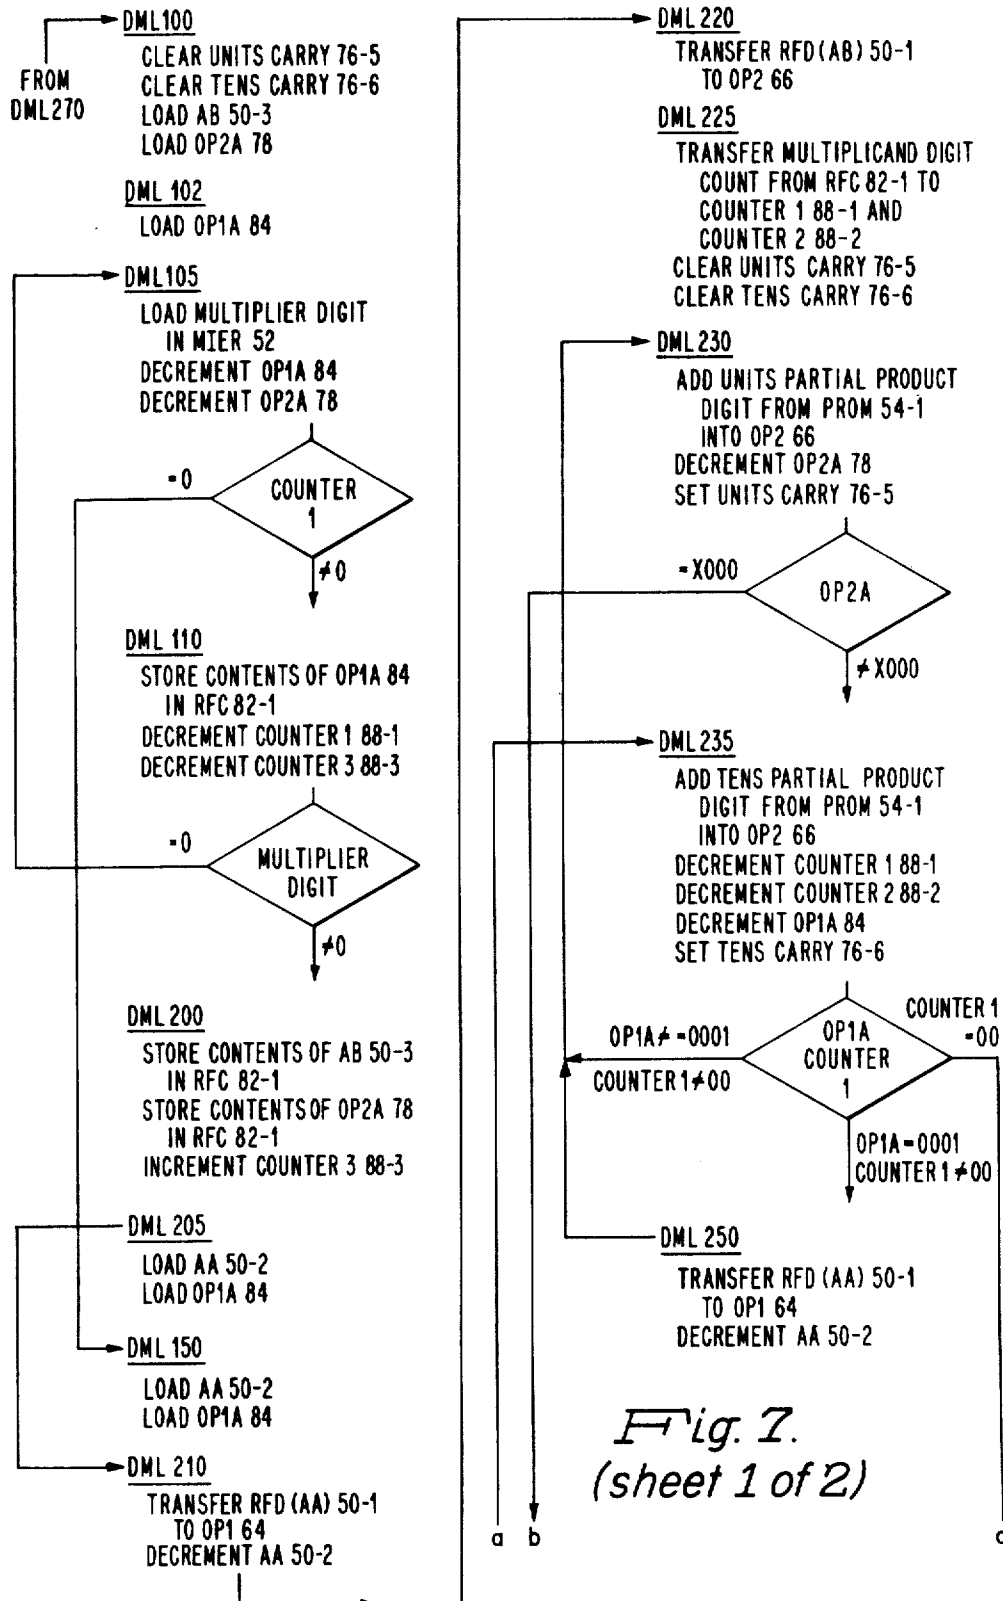 DML100
FROM
DML270
CLEAR UNITS CARRY 76-5
CLEAR TENS CARRY 76-6
LOAD AB 50-3
LOAD OP2A 78
DML 102
LOAD OP1A 84
DML105
LOAD MULTIPLIER DIGIT
IN MIER 52
DECREMENT OP1A 84
DECREMENT OP2A 78
=0
COUNTER
1
≠0
DML 110
STORE CONTENTS OF OP1A 84
IN RFC 82-1
DECREMENT COUNTER 1 88-1
DECREMENT COUNTER 3 88-3
=0
MULTIPLIER
DIGIT
≠0
DML 200
STORE CONTENTS OF AB 50-3
IN RFC 82-1
STORE CONTENTS OF OP2A 78
IN RFC 82-1
INCREMENT COUNTER 3 88-3
DML 205
LOAD AA 50-2
LOAD OP1A 84
DML 150
LOAD AA 50-2
LOAD OP1A 84
DML 210
TRANSFER RFD (AA) 50-1
TO OP1 64
DECREMENT AA 50-2
DML 220
TRANSFER RFD (AB) 50-1
TO OP2 66
DML 225
TRANSFER MULTIPLICAND DIGIT
COUNT FROM RFC 82-1 TO
COUNTER 1 88-1 AND
COUNTER 2 88-2
CLEAR UNITS CARRY 76-5
CLEAR TENS CARRY 76-6
DML 230
ADD UNITS PARTIAL PRODUCT
DIGIT FROM PROM 54-1
INTO OP2 66
DECREMENT OP2A 78
SET UNITS CARRY 76-5
=X000
OP2A
≠X000
DML235
ADD TENS PARTIAL PRODUCT
DIGIT FROM PROM 54-1
INTO OP2 66
DECREMENT COUNTER 1 88-1
DECREMENT COUNTER 2 88-2
DECREMENT OP1A 84
SET TENS CARRY 76-6
OP1A≠=0001
COUNTER 1≠00
OP1A
COUNTER
1
COUNTER 1
=00
OP1A=0001
COUNTER 1≠00
DML 250
TRANSFER RFD (AA) 50-1
TO OP1 64
DECREMENT AA 50-2
Fig. 7.
(sheet 1 of 2)
a b